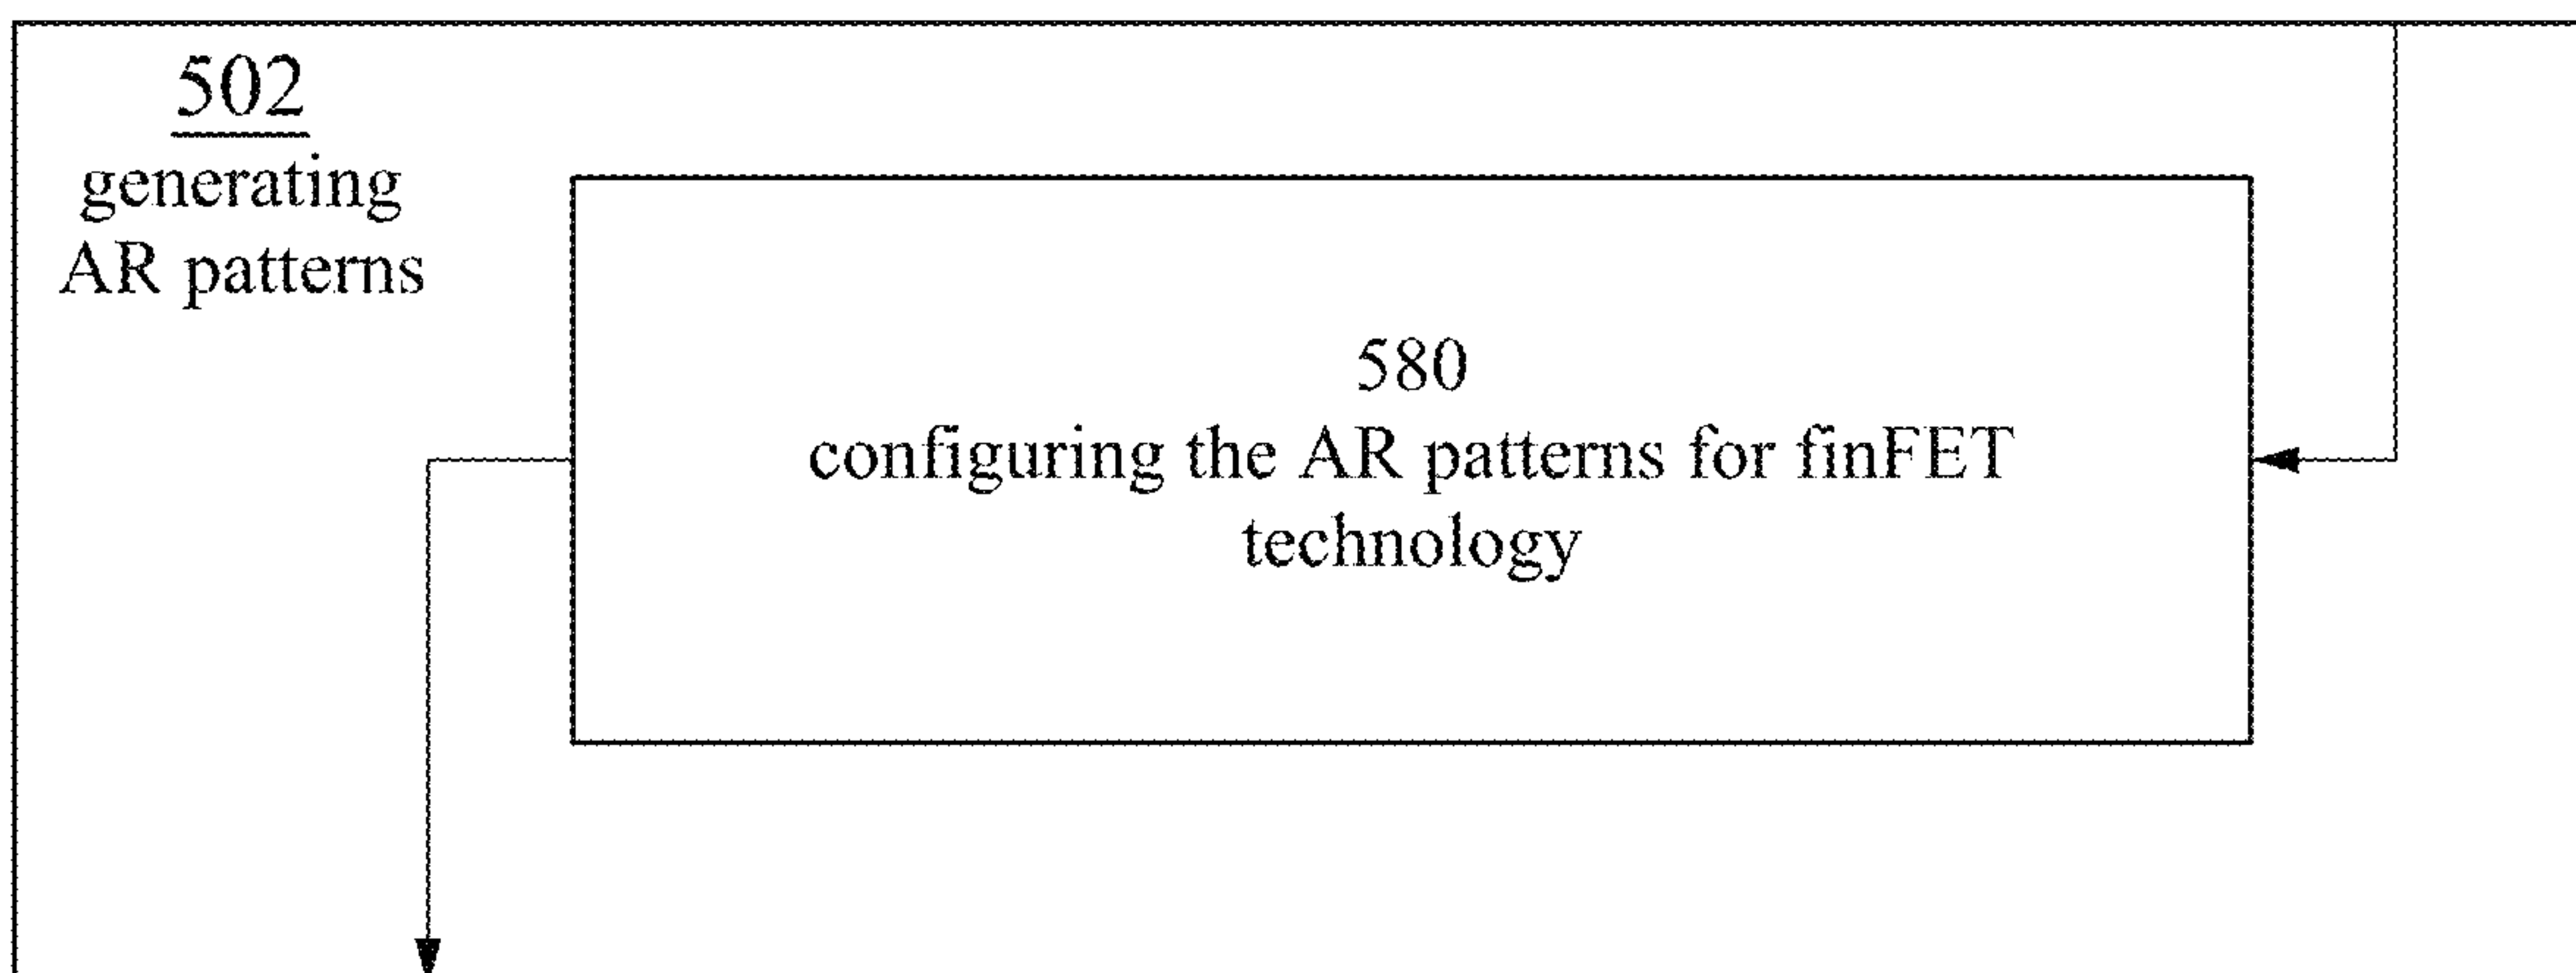 502
generating
AR patterns
580
configuring the AR patterns for finFET
technology